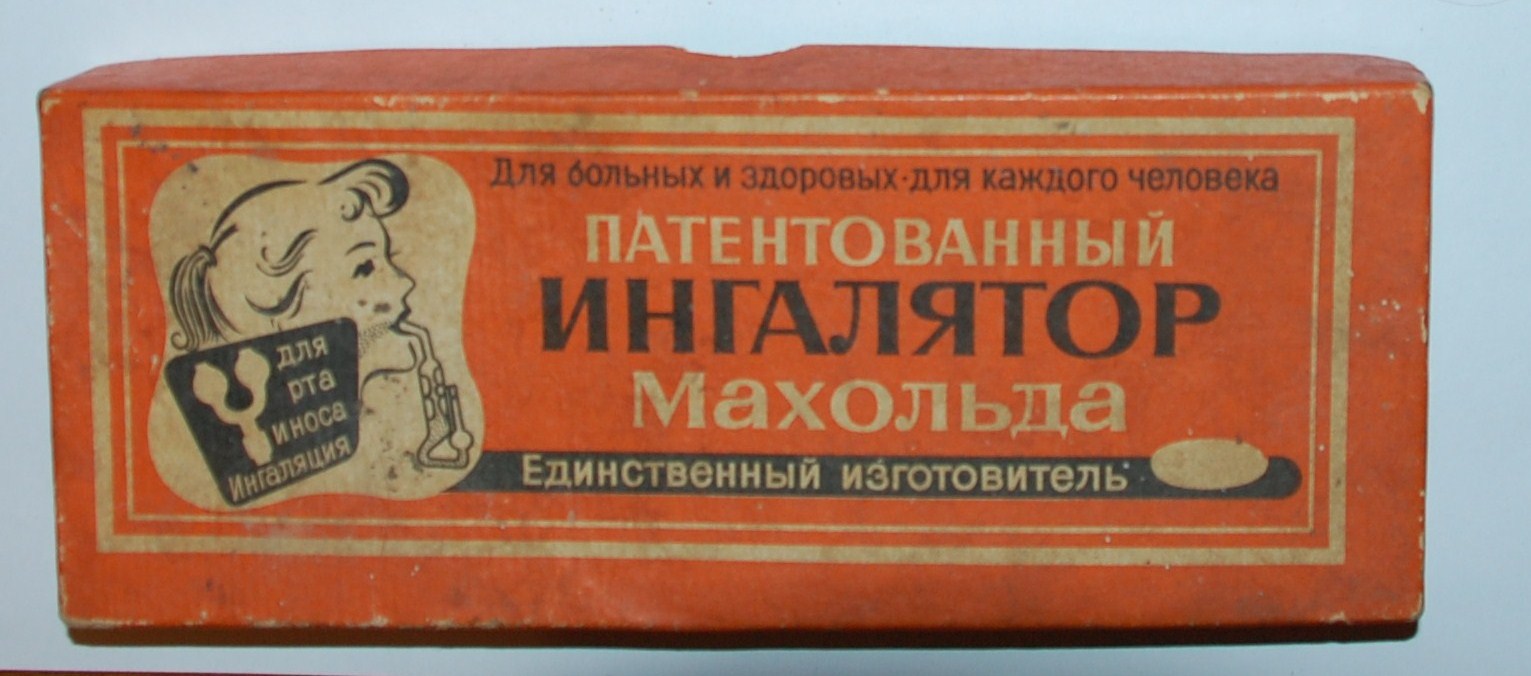 Для больных и здоровых·для каждого человека
ПАТЕНТОВАННЫЙ
ИНГАЛЯТОР
Махольда
Единственный изготовитель
для
рта
и носа
Ингаляция